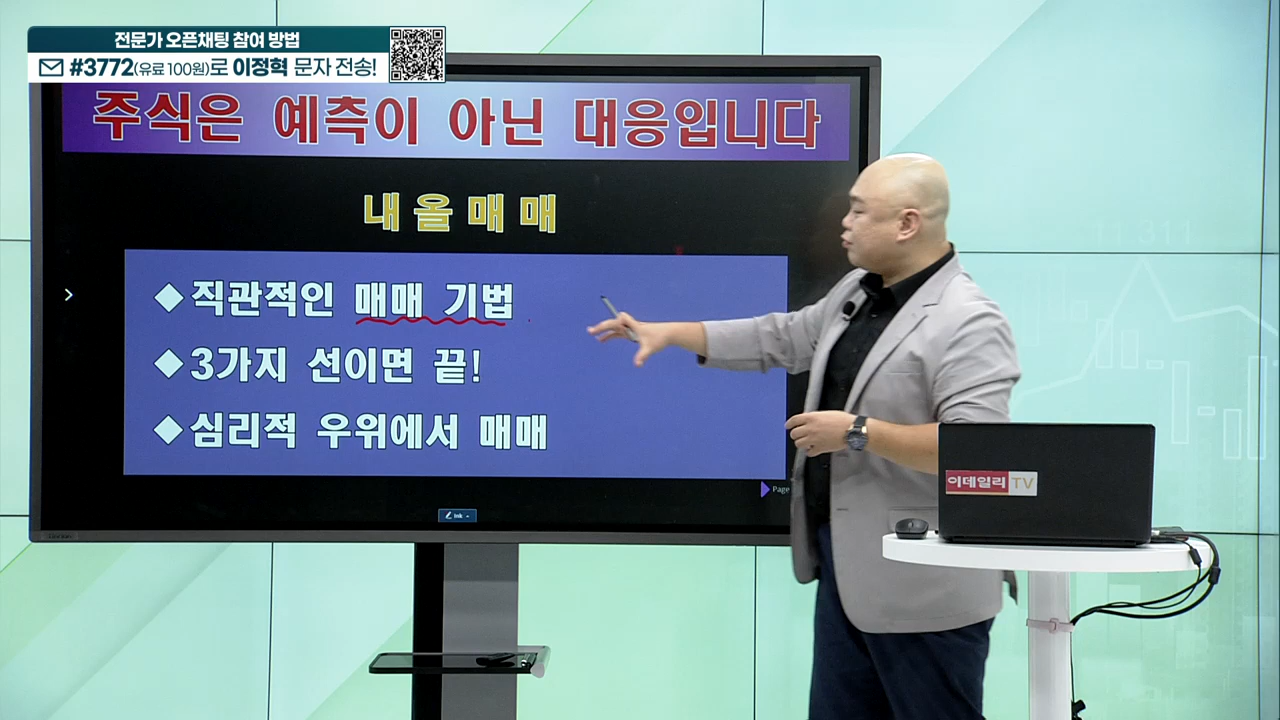 전문가 오픈채팅 참여 방법
#3772(유료 100원)로 이정혁 문자 전송!
주식은 예측이 아닌 대응입니다
내올매매
◆직관적인 매매 기법
◆3가지 선이면 끝!
◆심리적 우위에서 매매
Page
Ink
이데일리 TV